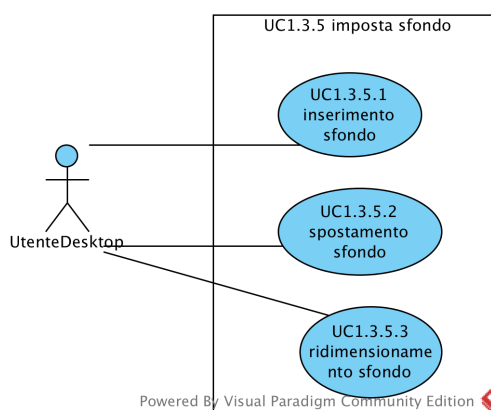 UC1.3.5 imposta sfondo
UC1.3.5.1
inserimento
sfondo
UtenteDesktop
UC1.3.5.2
spostamento
sfondo
UC1.3.5.3
ridimensioname
nto sfondo
Powered By Visual Paradigm Community Edition